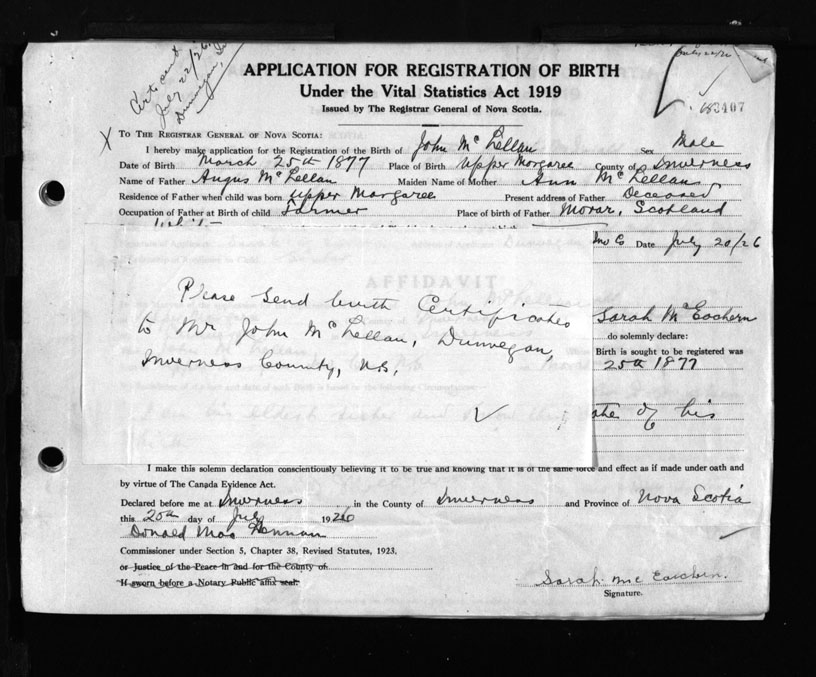 Cert sent
July 22/26
Dunvegan,
APPLICATION FOR REGISTRATION OF BIRTH
Under the Vital Statistics Act 1919
Issued by The Registrar General of Nova Scotia.
83407
X To The Registrar General of Nova Scotia:
I hereby make application for the Registration of the Birth of John McLellan Sex Male
Date of Birth March 25th 1877 Place of Birth Upper Margaree County of Inverness
Name of Father Angus McLellan Maiden Name of Mother Ann McLellan
Residence of Father when child was born Upper Margaree Present address of Father Deceased
Occupation of Father at Birth of child Farmer Place of birth of Father Morar, Scotland
Date July 20/26
AFFIDAVIT
Please send birth Certificates
to Mr John McLellan, Dunvegan,
Inverness County, N.S.
Sarah McEachern
do solemnly declare:
Birth is sought to be registered was
25th 1877
I am his eldest sister and date of his
I make this solemn declaration conscientiously believing it to be true and knowing that it is of the same force and effect as if made under oath and
by virtue of The Canada Evidence Act.
Declared before me at Inverness in the County of Inverness and Province of Nova Scotia
this 20th day of July 1926
Donald Mac Lennan
Commissioner under Section 5, Chapter 38, Revised Statutes, 1923,
or Justice of the Peace in and for the County of
If sworn before a Notary Public affix seal.
Sarah McEachern.
Signature.